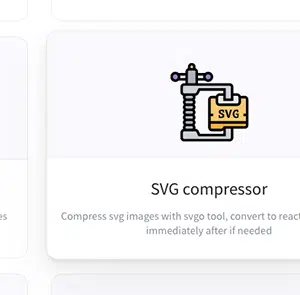 SVG
SVG compressor
es
Compress svg images with svgo tool, convert to react
immediately after if needed